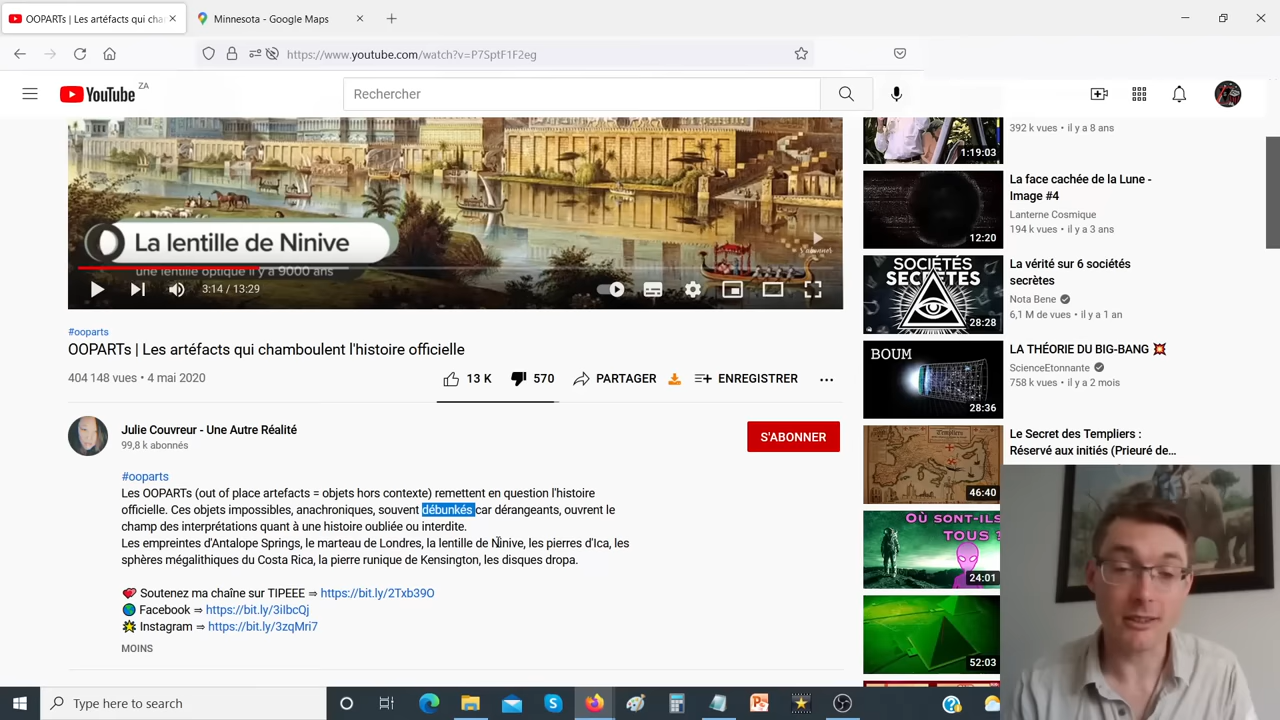 OOPARTs | Les artéfacts qui cha
Minnesota - Google Maps
https://www.youtube.com/watch?v=P7SptF1F2eg
YouTube ZA
Rechercher
La lentille de Ninive
une lentille optique il y a 9000 ans
3:14 / 13:29
#ooparts
OOPARTs | Les artéfacts qui chamboulent l'histoire officielle
404 148 vues • 4 mai 2020
13 K
570
PARTAGER
ENREGISTRER
Julie Couvreur - Une Autre Réalité
99,8 k abonnés
S'ABONNER
#ooparts
Les OOPARTs (out of place artefacts = objets hors contexte) remettent en question l'histoire
officielle. Ces objets impossibles, anachroniques, souvent débunkés car dérangeants, ouvrent le
champ des interprétations quant à une histoire oubliée ou interdite.
Les empreintes d'Antalope Strings, le marteau de Londres, la lentille de Ninive, les pierres d'Ica, les
sphères mégalithiques du Costa Rica, la pierre runique de Kensington, les disques dropa.
Soutenez ma chaîne sur TIPEEE ⇒ https://bit.ly/2Txb39O
Facebook ⇒ https://bit.ly/3iIbcQj
Instagram ⇒ https://bit.ly/3zqMri7
MOINS
392 k vues • il y a 8 ans
1:19:03
La face cachée de la Lune -
Image #4
Lanterne Cosmique
194 k vues • il y a 3 ans
12:20
SOCIÉTÉS
SECRÈTES
28:28
La vérité sur 6 sociétés
secrètes
Nota Bene
6,1 M de vues • il y a 1 an
BOUM
28:36
LA THÉORIE DU BIG-BANG
ScienceEtonnante
758 k vues • il y a 2 mois
46:40
Le Secret des Templiers :
Réservé aux initiés (Prieuré de…
OÙ SONT-ILS
TOUS ?
24:01
52:03
Type here to search